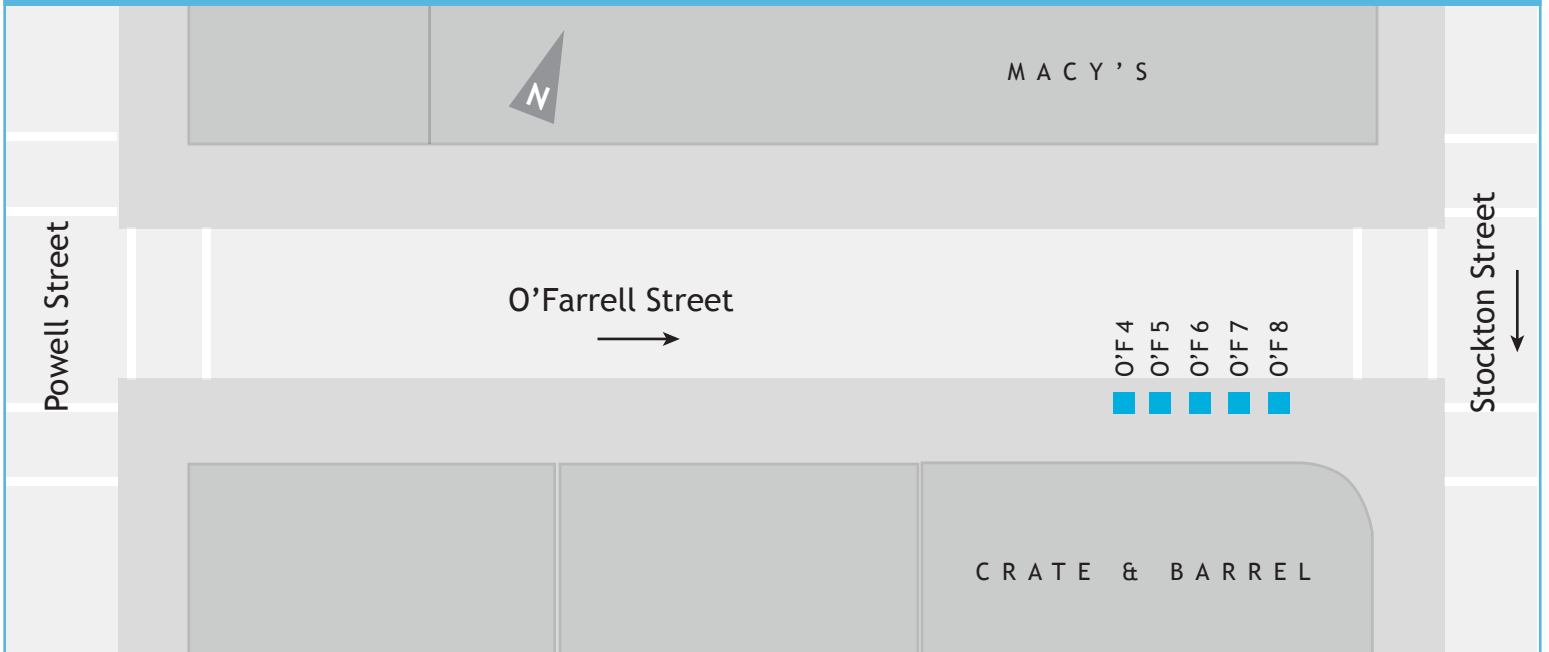 MACY'S
N
Powell Street
O'Farrell Street
Stockton Street
O'F 4
O'F 5
O'F 6
O'F 7
O'F 8
CRATE & BARREL